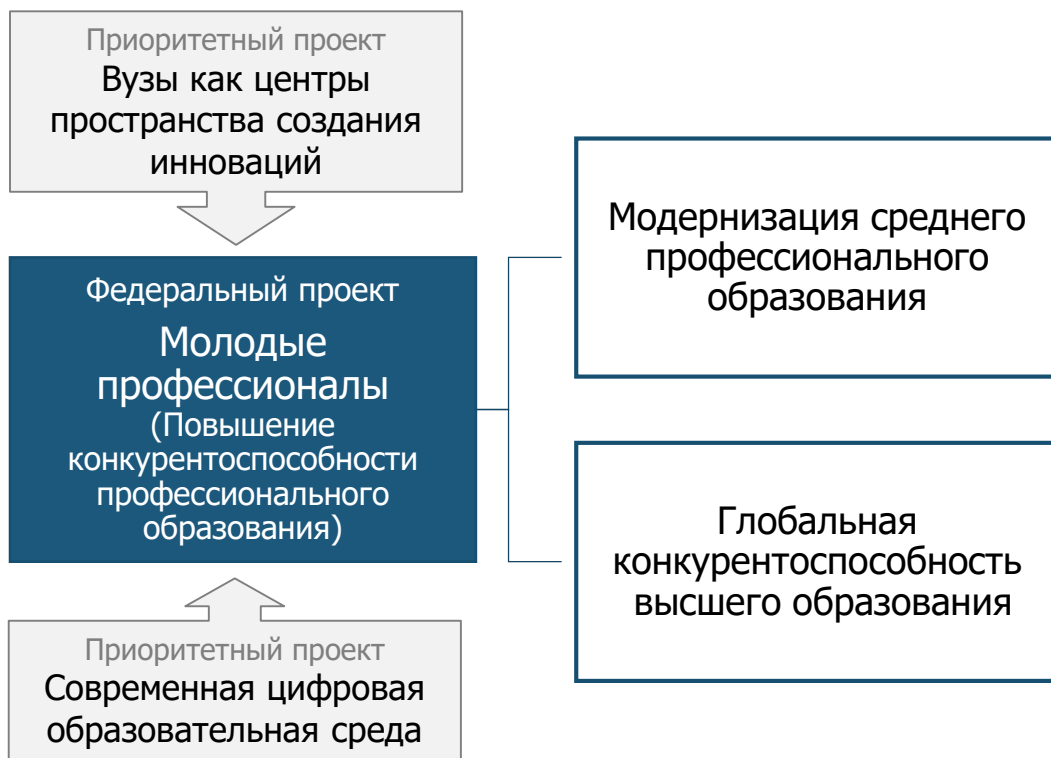 Приоритетный проект
Вузы как центры
пространства создания
инноваций
Федеральный проект
Молодые
профессионалы
(Повышение
конкурентоспособности
профессионального
образования)
Приоритетный проект
Современная цифровая
образовательная среда
Модернизация среднего
профессионального
образования
Глобальная
конкурентоспособность
высшего образования